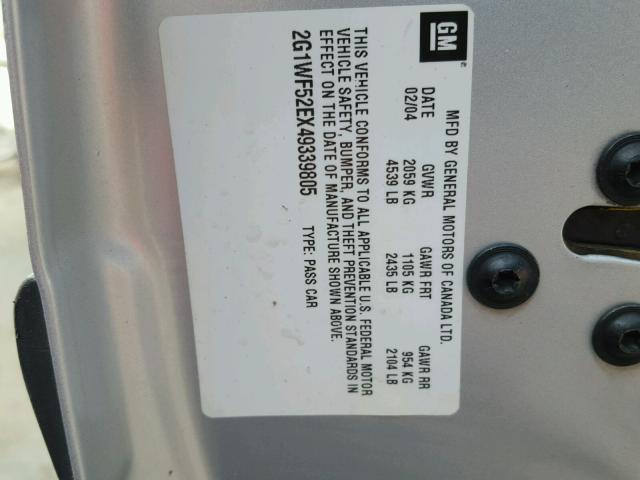 GM
MFD BY GENERAL MOTORS OF CANADA LTD.
DATE GVWR GAWR FRT GAWR RR
02/04 2059 KG 1105 KG 954 KG
4539 LB 2435 LB 2104 LB
THIS VEHICLE CONFORMS TO ALL APPLICABLE U.S. FEDERAL MOTOR
VEHICLE SAFETY, BUMPER, AND THEFT PREVENTION STANDARDS IN
EFFECT ON THE DATE OF MANUFACTURE SHOWN ABOVE.
2G1WF52EX49339805 TYPE: PASS CAR